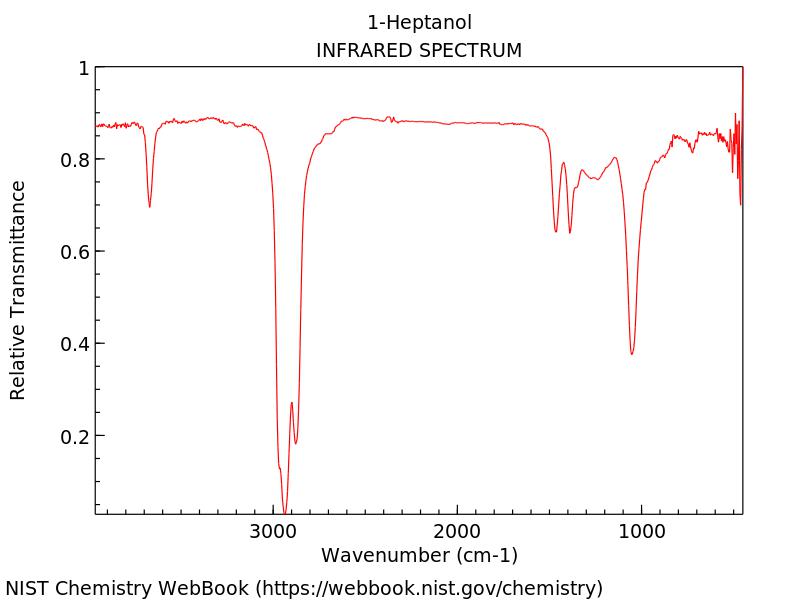 1-Heptanol
INFRARED SPECTRUM
1
0.8
0.6
0.4
0.2
Relative Transmittance
3000 2000 1000
Wavenumber (cm-1)
NIST Chemistry WebBook (https://webbook.nist.gov/chemistry)